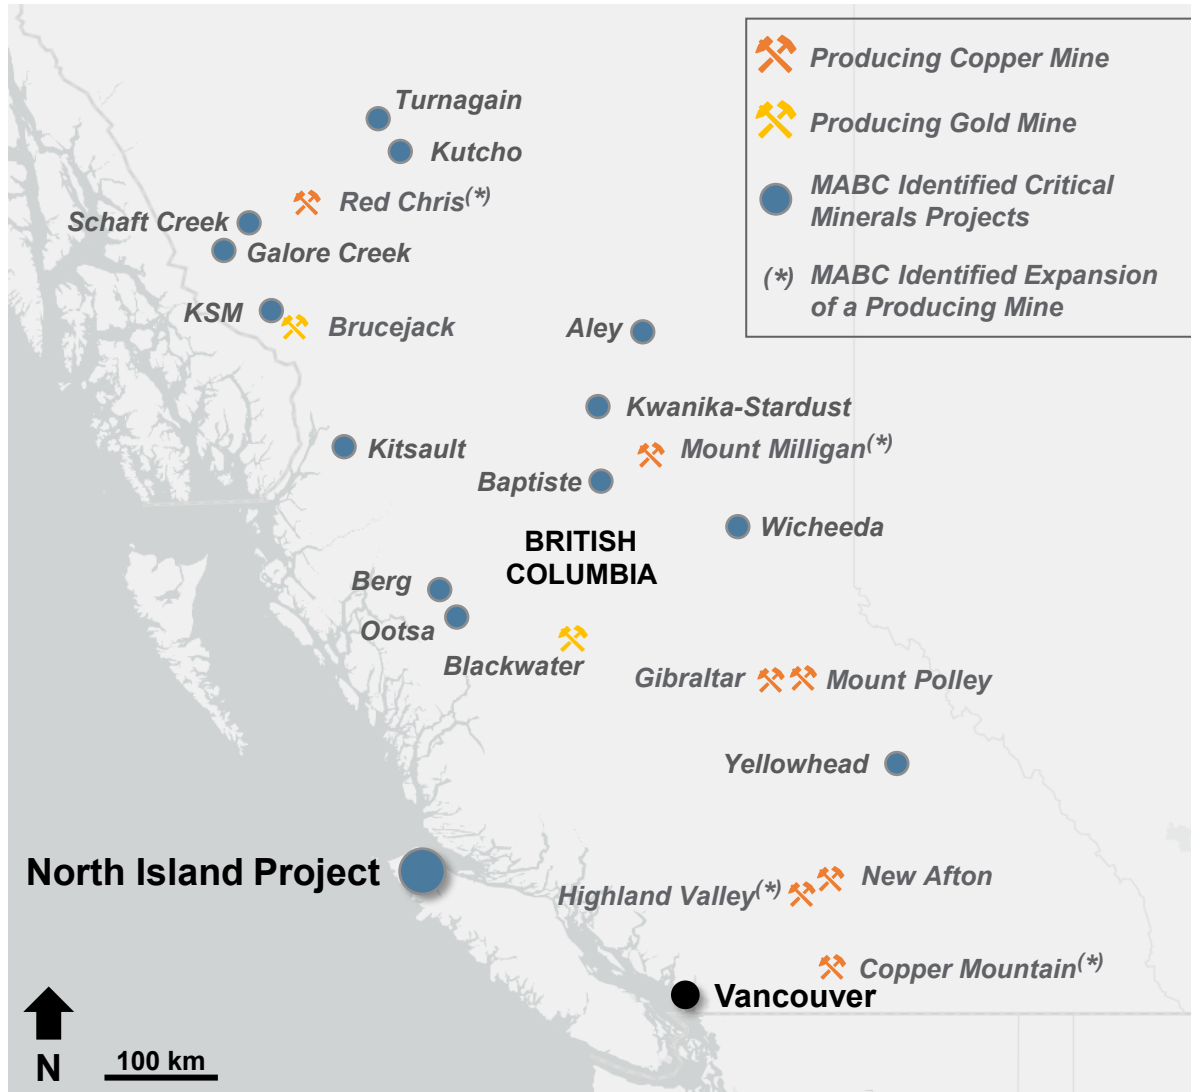 Producing Copper Mine
Producing Gold Mine
MABC Identified Critical
Minerals Projects
(*) MABC Identified Expansion
of a Producing Mine
Turnagain
Kutcho
Red Chris(*)
Schaft Creek
Galore Creek
KSM
Brucejack
Aley
Kwanika-Stardust
Kitsault
Mount Milligan(*)
Baptiste
Wicheeda
BRITISH
COLUMBIA
Berg
Ootsa
Blackwater
Gibraltar
Mount Polley
Yellowhead
North Island Project
Highland Valley(*)
New Afton
Copper Mountain(*)
Vancouver
N
100 km